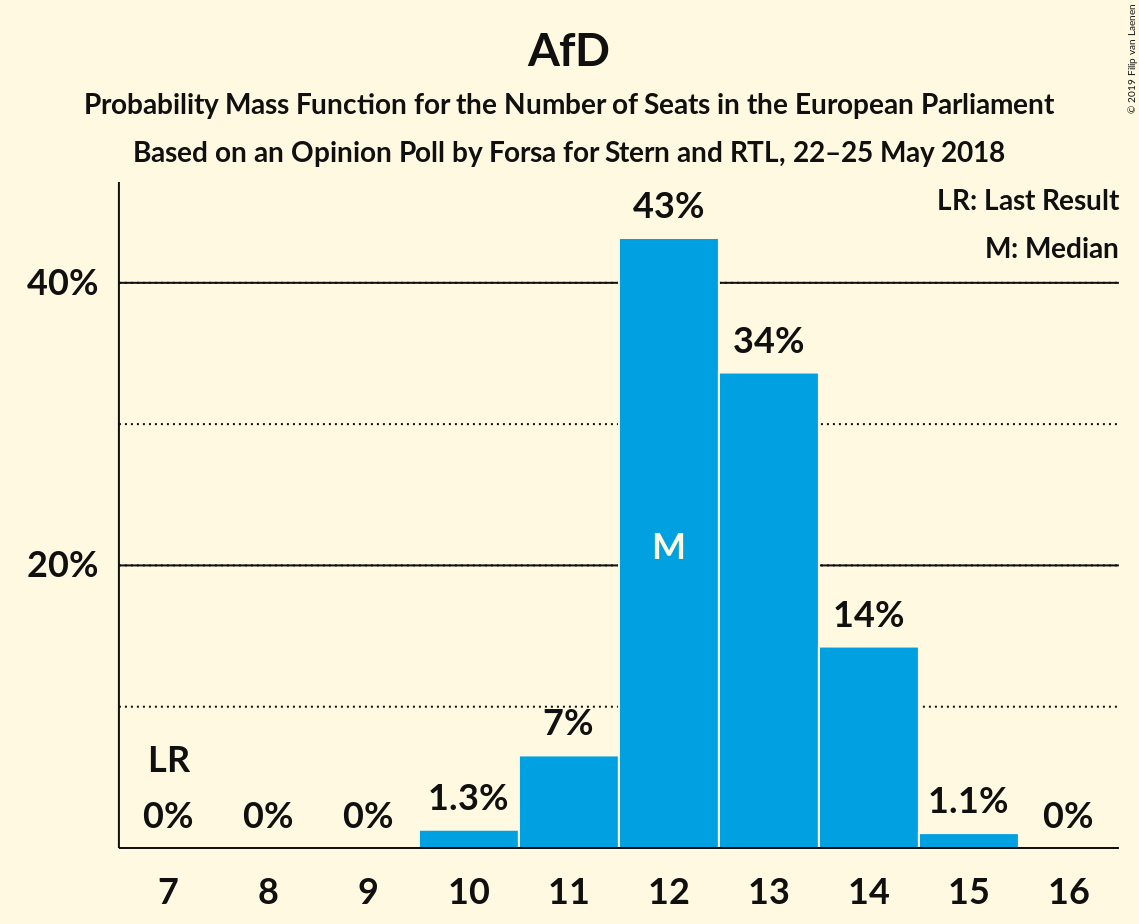 AfD
Probability Mass Function for the Number of Seats in the European Parliament
Based on an Opinion Poll by Forsa for Stern and RTL, 22–25 May 2018
© 2019 Filip van Laenen
LR: Last Result
M: Median
40%
20%
43%
34%
M
14%
7%
LR
0%
0%
0%
1.3%
1.1%
0%
7
8
9
10
11
12
13
14
15
16